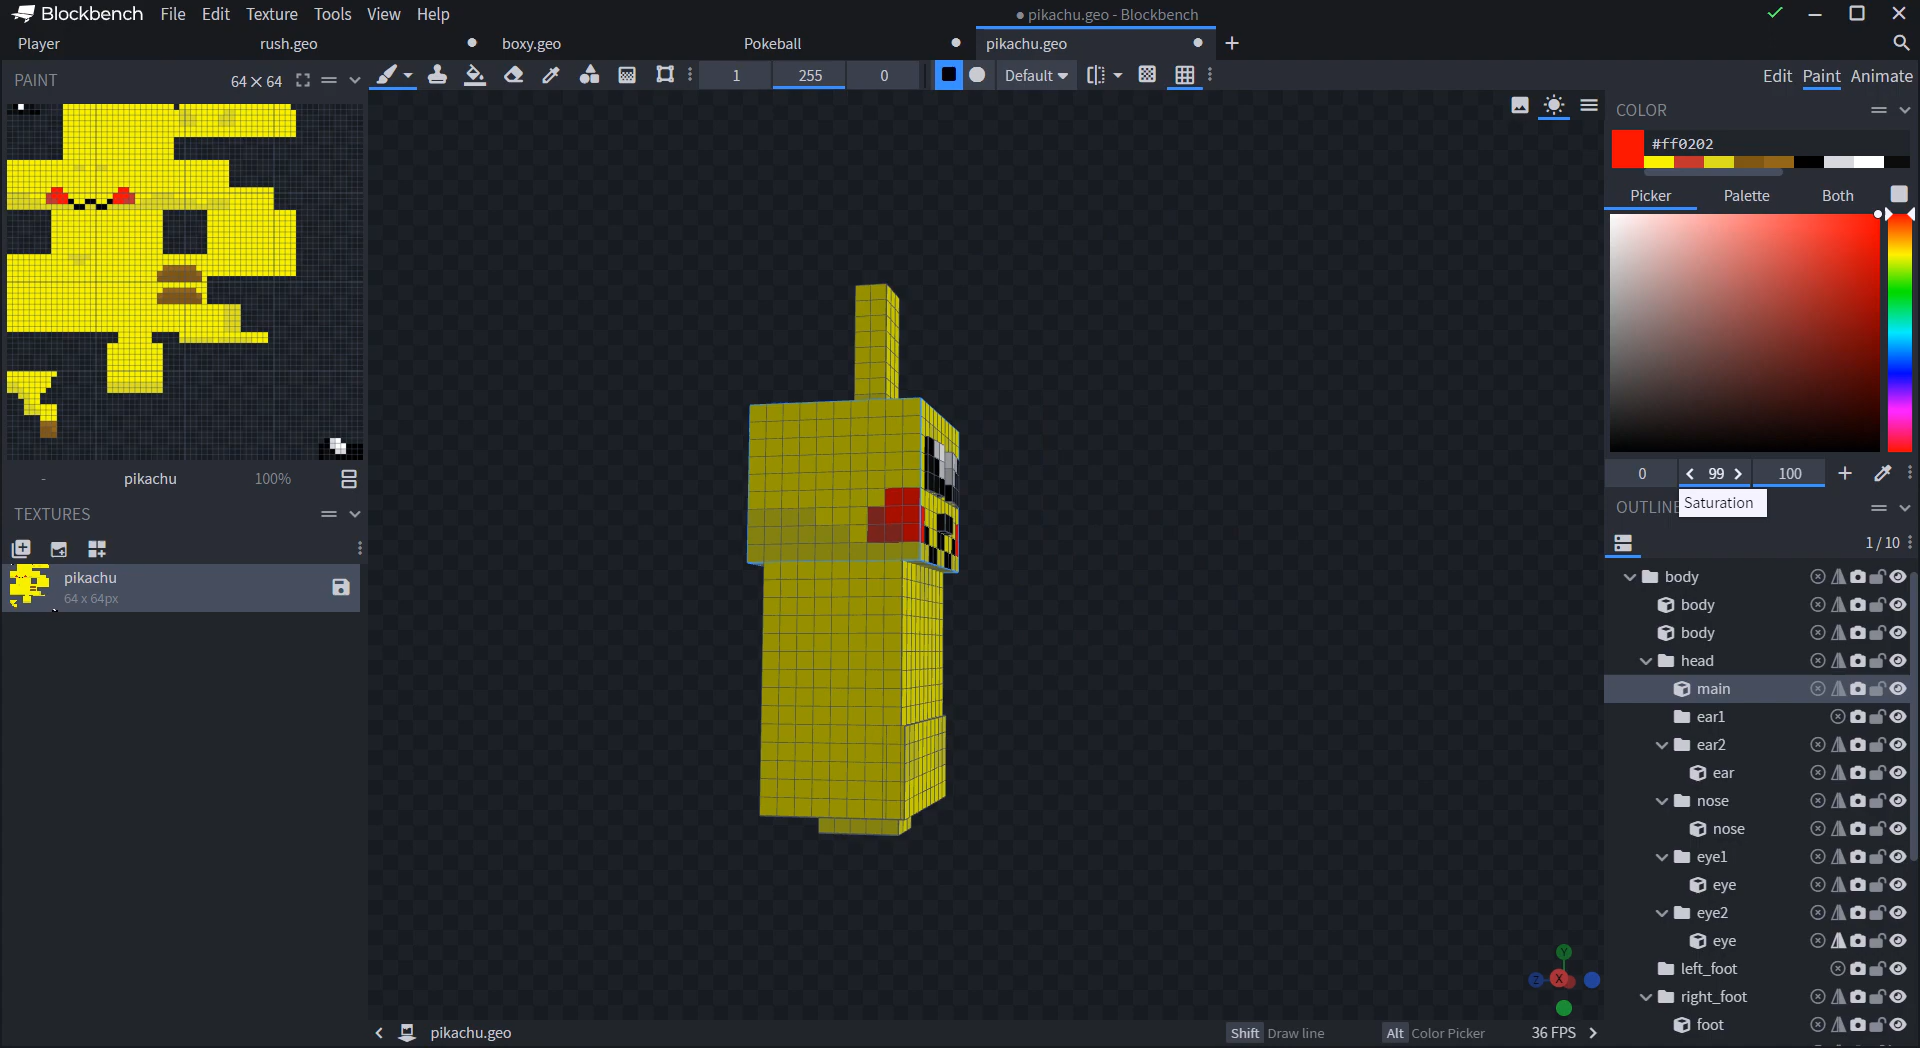 Blockbench File Edit Texture Tools View Help
pikachu.geo - Blockbench
Player rush.geo boxy.geo Pokeball pikachu.geo
PAINT 64 × 64
1 255 0 Default
Edit Paint Animate
COLOR
#ff0202
Picker Palette Both
0 99 100
Saturation
- pikachu 100%
TEXTURES
pikachu
64 x 64px
OUTLINE
1 / 10
body
body
body
head
main
ear1
ear2
ear
nose
nose
eye1
eye
eye2
eye
left_foot
right_foot
foot
Y
Z X
pikachu.geo Shift Draw line Alt Color Picker 36 FPS